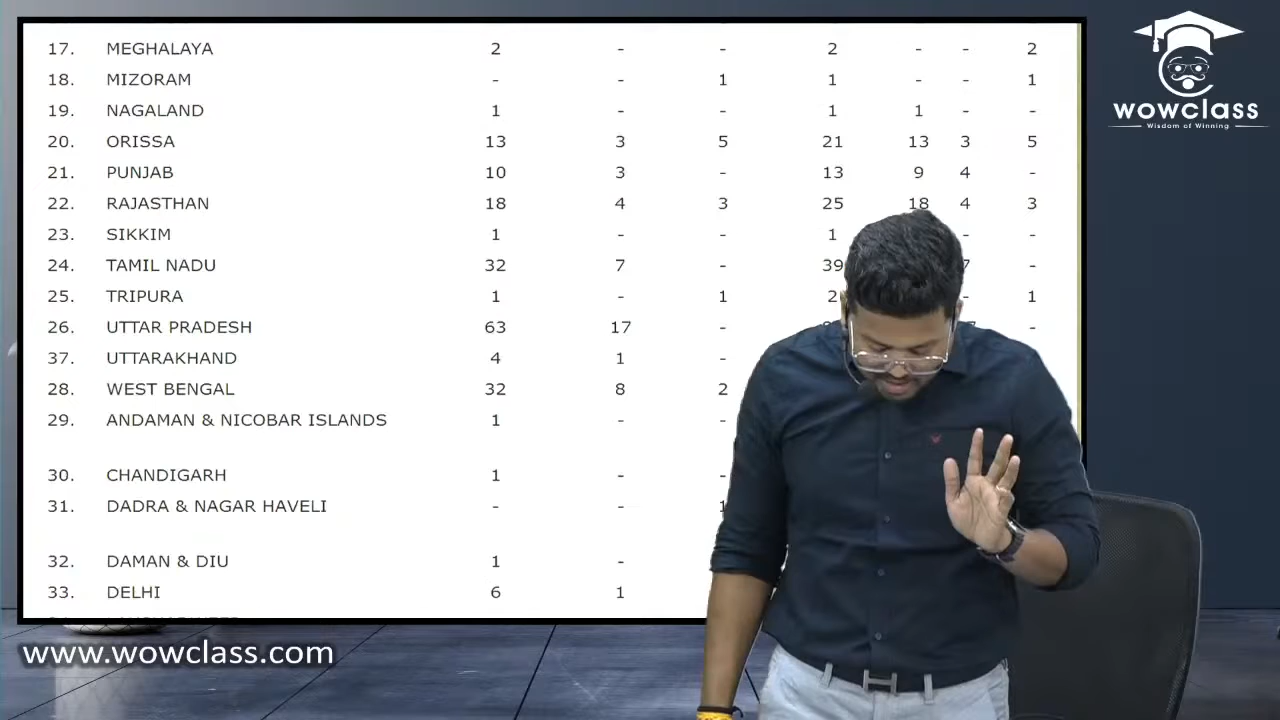 17. MEGHALAYA 2 - - 2 - - 2
18. MIZORAM - - 1 1 - - 1
19. NAGALAND 1 - - 1 1 - -
20. ORISSA 13 3 5 21 13 3 5
21. PUNJAB 10 3 - 13 9 4 -
22. RAJASTHAN 18 4 3 25 18 4 3
23. SIKKIM 1 - - 1 - -
24. TAMIL NADU 32 7 - 39 7 -
25. TRIPURA 1 - 1 2 - 1
26. UTTAR PRADESH 63 17 - -
37. UTTARAKHAND 4 1 -
28. WEST BENGAL 32 8 2
29. ANDAMAN & NICOBAR ISLANDS 1 - -
30. CHANDIGARH 1 - -
31. DADRA & NAGAR HAVELI - - 1
32. DAMAN & DIU 1 -
33. DELHI 6 1
wowclass
Wisdom of Winning
www.wowclass.com